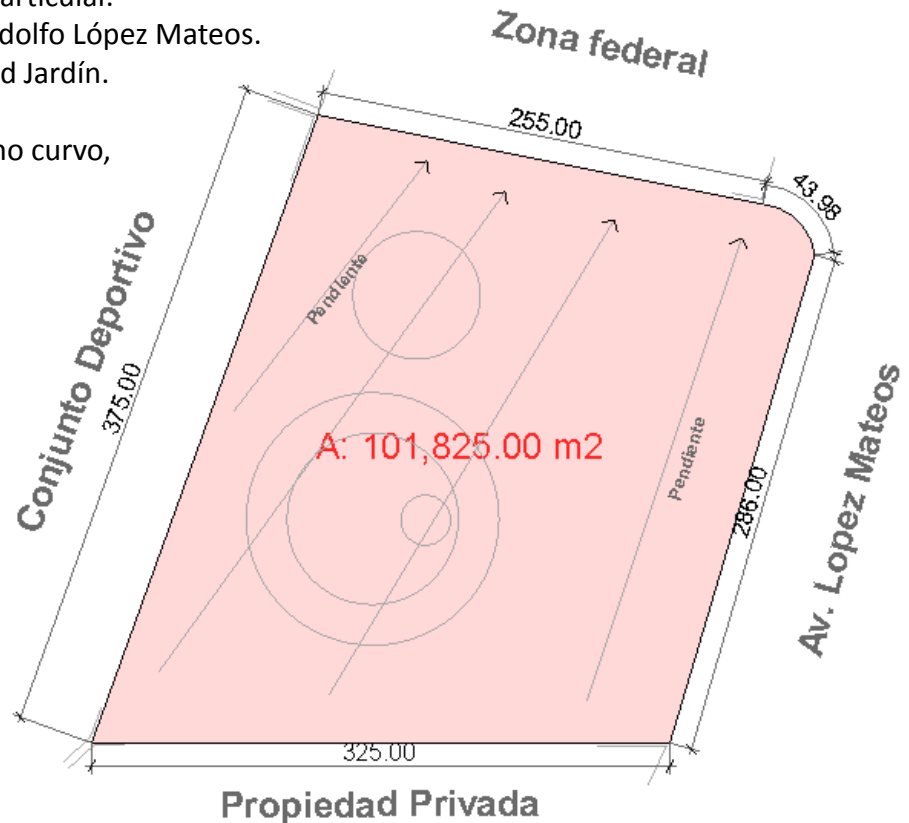 articular.
dolfo López Mateos.
d Jardín.
no curvo,
Zona federal
255.00
43.98
Conjunto Deportivo
375.00
Pendiente
A: 101,825.00 m2
Pendiente
286.00
Av. Lopez Mateos
325.00
Propiedad Privada